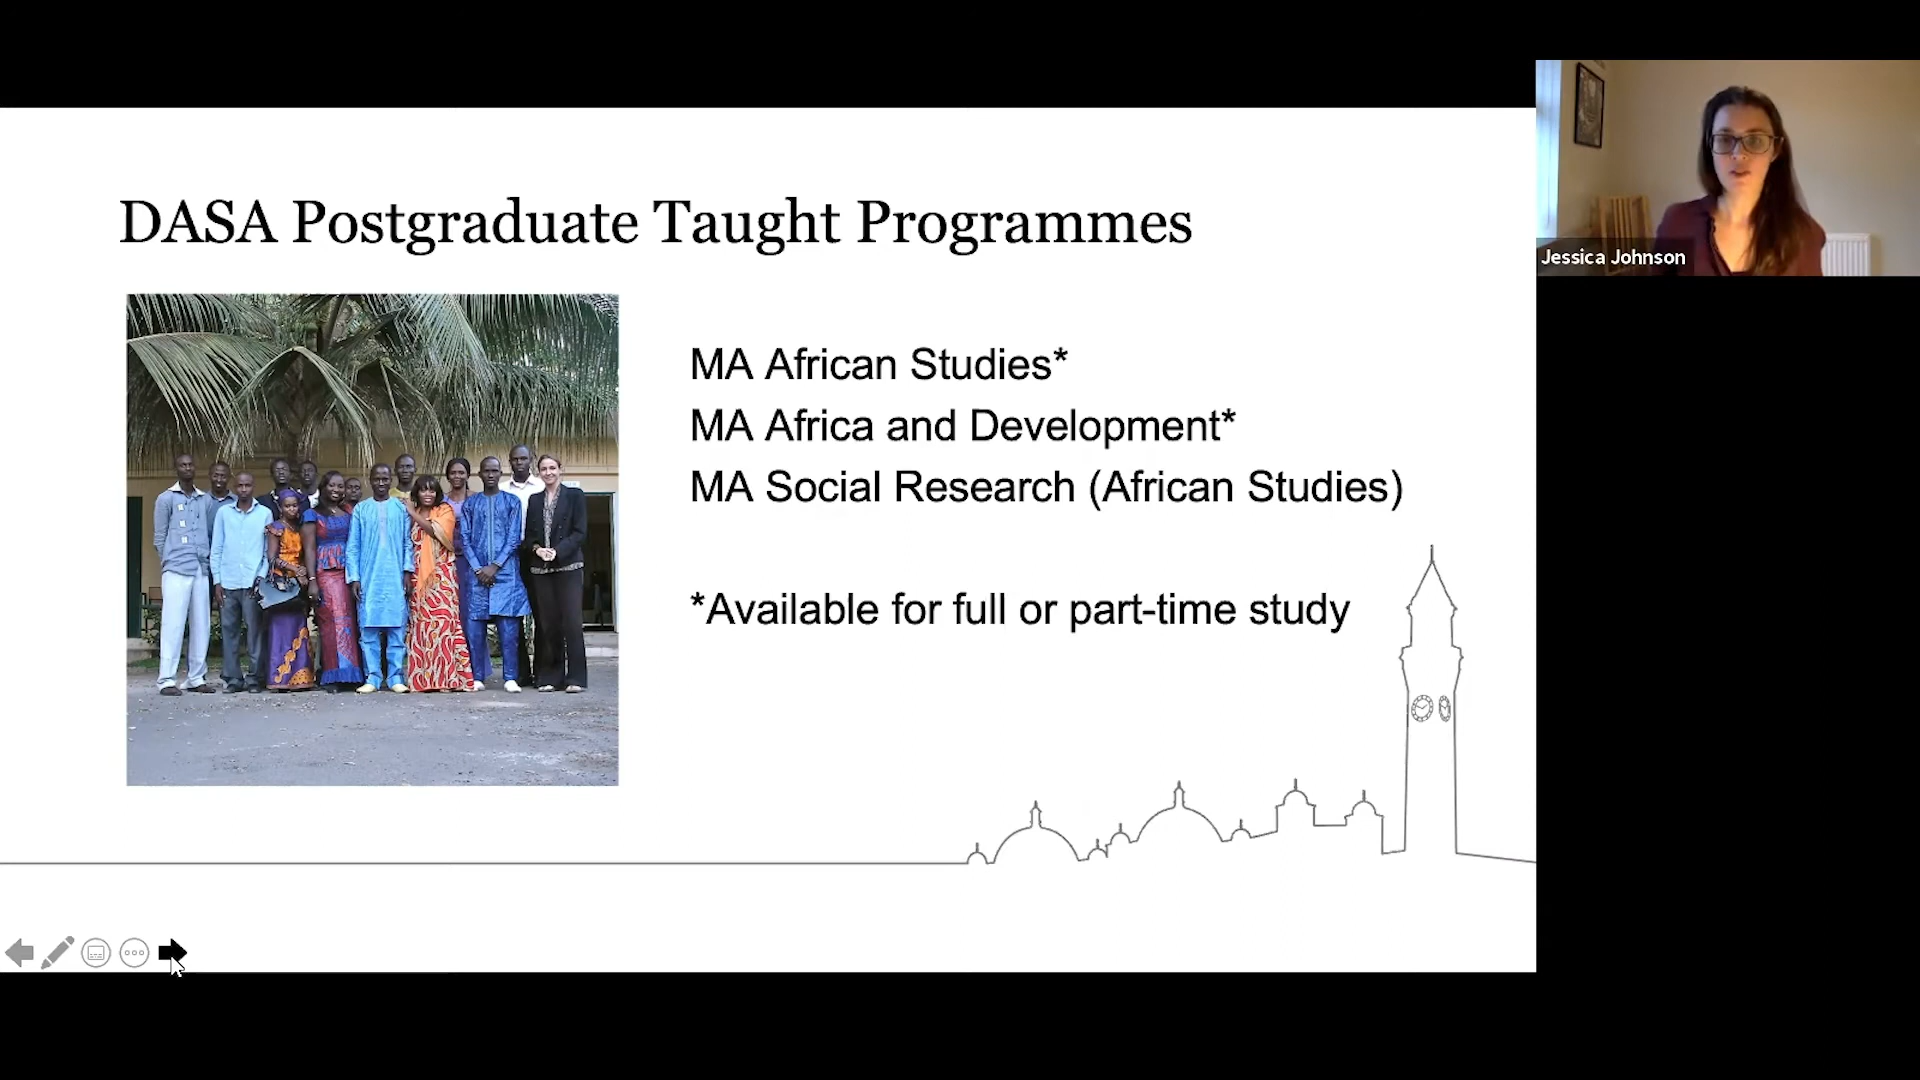 DASA Postgraduate Taught Programmes
MA African Studies*
MA Africa and Development*
MA Social Research (African Studies)
*Available for full or part-time study
Jessica Johnson